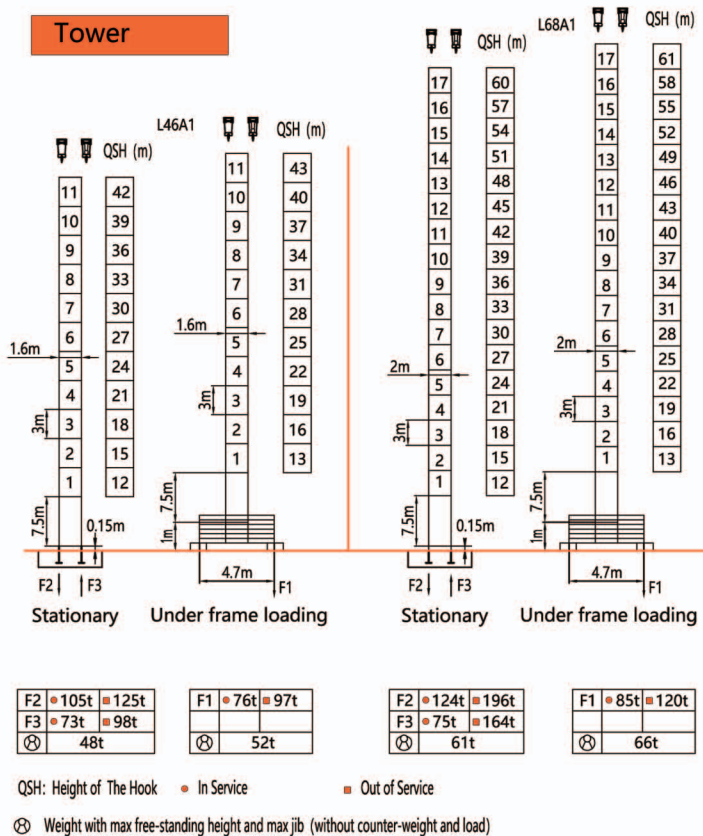 Tower
L46A1
QSH (m)
QSH (m)
11 42
10 39
9 36
8 33
7 30
6 27
5 24
4 21
3 18
2 15
1 12
1.6m
3m
7.5m
0.15m
F2 F3
Stationary
11 43
10 40
9 37
8 34
7 31
6 28
5 25
4 22
3 19
2 16
1 13
1.6m
3m
7.5m
1m
4.7m
F1
Under frame loading
L68A1
QSH (m)
QSH (m)
17 60
16 57
15 54
14 51
13 48
12 45
11 42
10 39
9 36
8 33
7 30
6 27
5 24
4 21
3 18
2 15
1 12
2m
3m
7.5m
0.15m
F2 F3
Stationary
17 61
16 58
15 55
14 52
13 49
12 46
11 43
10 40
9 37
8 34
7 31
6 28
5 25
4 22
3 19
2 16
1 13
2m
3m
7.5m
1m
4.7m
F1
Under frame loading
F2 105t 125t
F3 73t 98t
48t
F1 76t 97t
52t
F2 124t 196t
F3 75t 164t
61t
F1 85t 120t
66t
QSH: Height of The Hook In Service Out of Service
Weight with max free-standing height and max jib (without counter-weight and load)